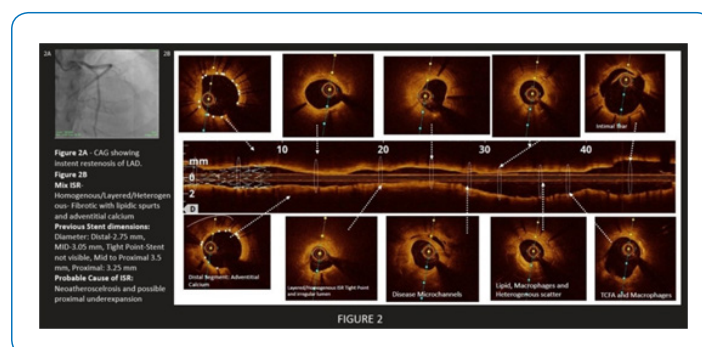 2A
2B
Figure 2A - CAG showing
instent restenosis of LAD.
Figure 2B
Mix ISR-
Homogenous/Layered/Heterogen
ous- Fibrotic with lipidic spurts
and adventitial calcium
Previous Stent dimensions:
Diameter: Distal-2.75 mm,
MID-3.05 mm, Tight Point-Stent
not visible, Mid to Proximal 3.5
mm, Proximal: 3.25 mm
Probable Cause of ISR:
Neoatheroscelrosis and possible
proximal underexpansion
Intimal Tear
10
20
30
40
mm
0
2
D
Distal Segment: Adventitial
Calcium
Layered/Homogenous ISR Tight Point
and irregular lumen
Disease Microchannels
Lipid, Macrophages and
Heterogenous scatter
TCFA and Macrophages
FIGURE 2